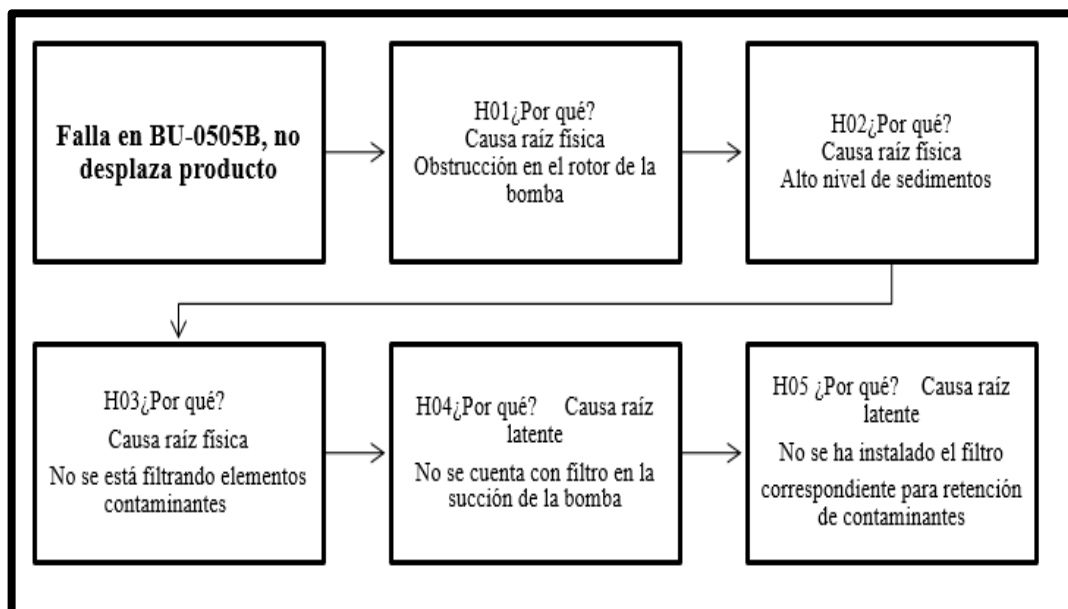 Falla en BU-0505B, no
desplaza producto
H01¿Por qué?
Causa raíz física
Obstrucción en el rotor de la
bomba
H02¿Por qué?
Causa raíz física
Alto nivel de sedimentos
H03¿Por qué?
Causa raíz física
No se está filtrando elementos
contaminantes
H04¿Por qué? Causa raíz
latente
No se cuenta con filtro en la
succión de la bomba
H05 ¿Por qué? Causa raíz
latente
No se ha instalado el filtro
correspondiente para retención
de contaminantes